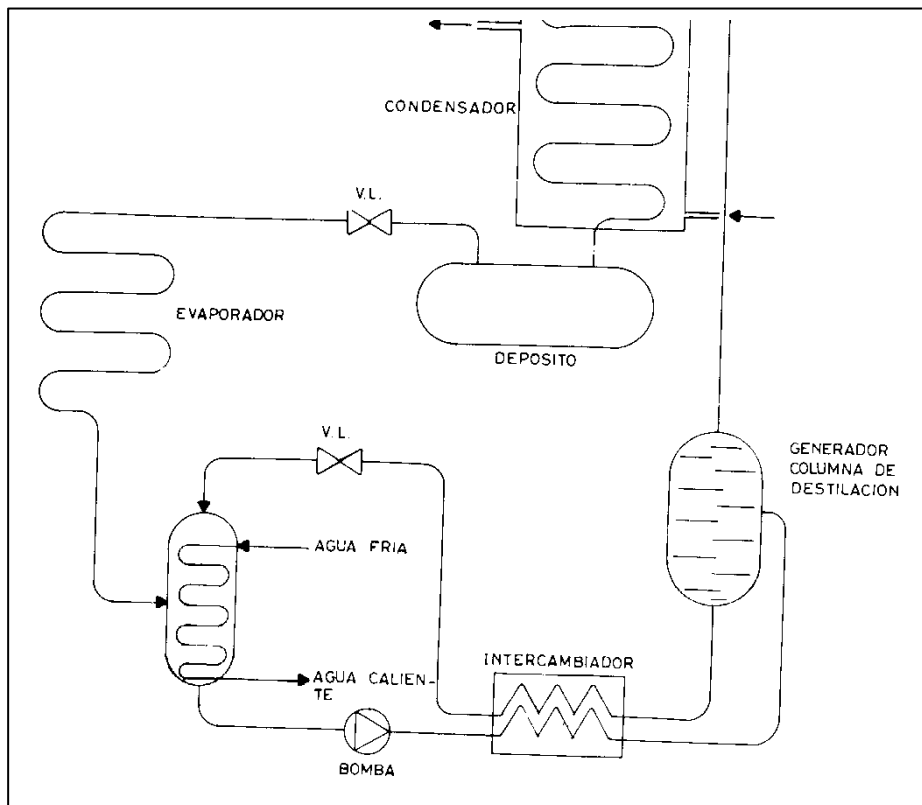 CONDENSADOR
V.L.
EVAPORADOR
DEPOSITO
V.L.
GENERADOR
COLUMNA DE
DESTILACION
AGUA FRIA
INTERCAMBIADOR
AGUA CALIEN-
TE
BOMBA